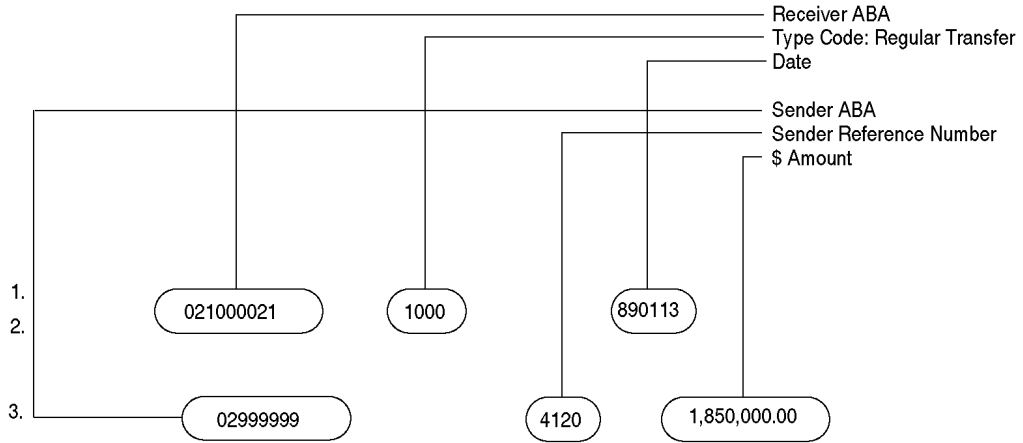 Receiver ABA
Type Code: Regular Transfer
Date
Sender ABA
Sender Reference Number
$ Amount
1.
021000021 1000 890113
2.
3. 02999999 4120 1,850,000.00